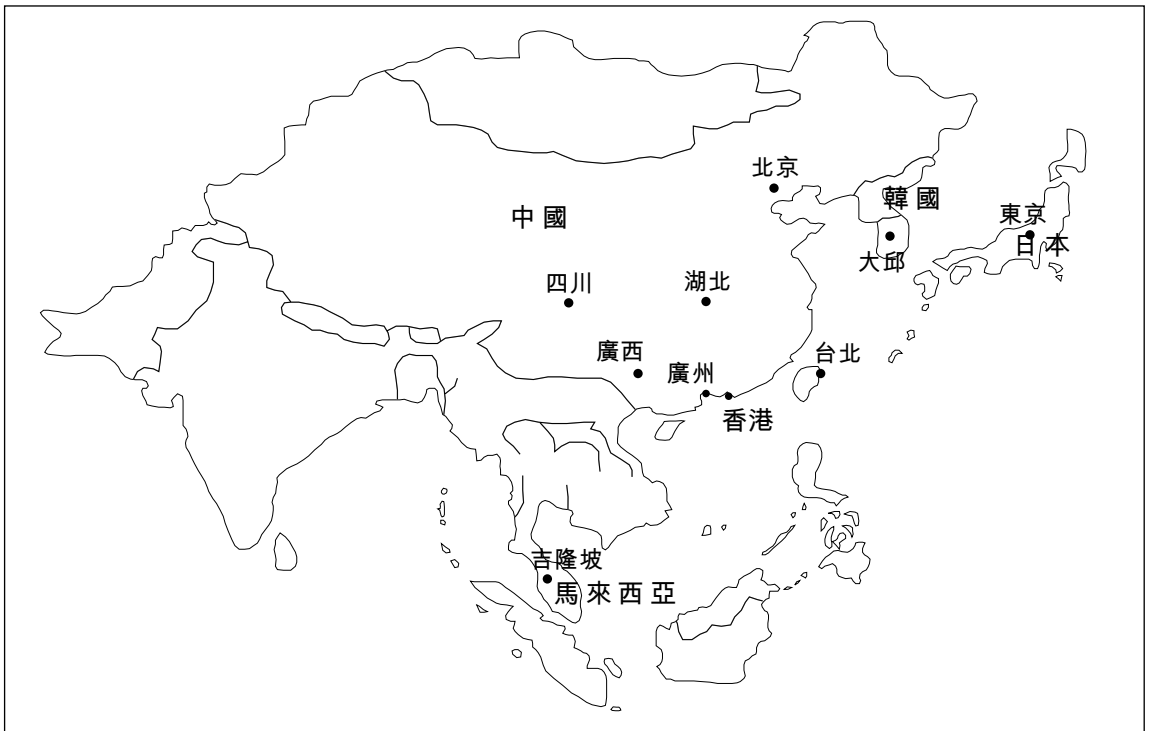 北京
韓國
東京
中 國
日 本
大邱
四川
湖北
廣西
台北
廣州
香港
吉隆坡
馬 來 西 亞